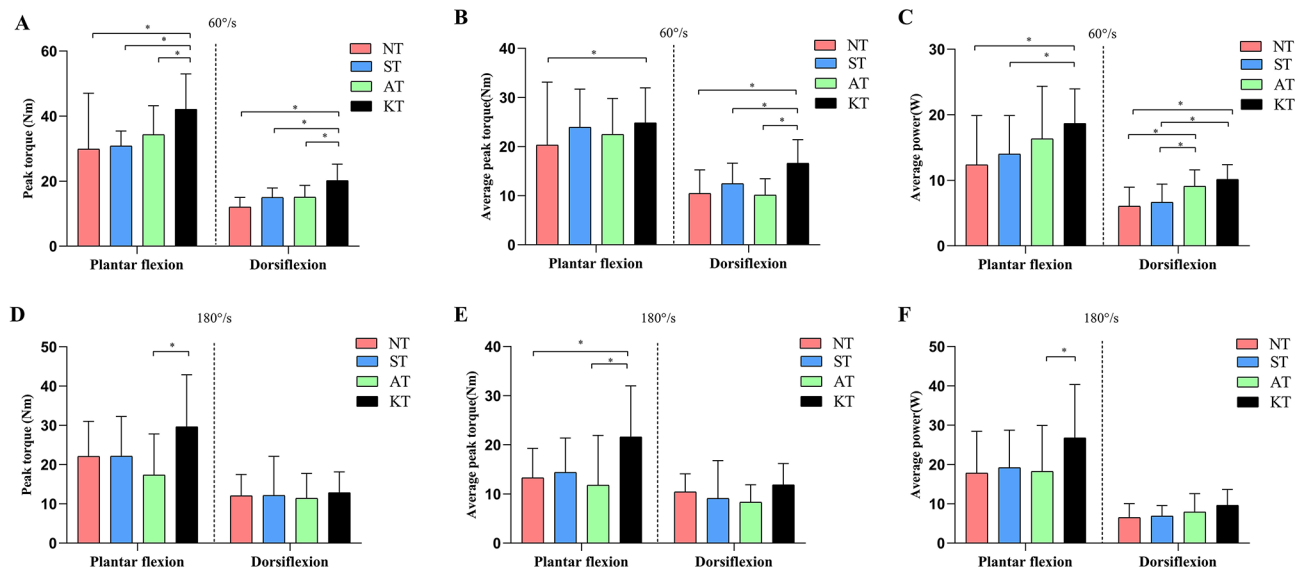 A
60°/s
*
*
*
Peak torque (Nm)
60
40
20
0
NT
ST
AT
KT
*
*
*
Plantar flexion
Dorsiflexion
B
60°/s
*
Average peak torque(Nm)
40
30
20
10
0
NT
ST
AT
KT
*
*
*
Plantar flexion
Dorsiflexion
C
60°/s
*
*
Average power(W)
30
20
10
0
NT
ST
AT
KT
*
*
*
*
Plantar flexion
Dorsiflexion
D
180°/s
*
Peak torque (Nm)
50
40
30
20
10
0
NT
ST
AT
KT
Plantar flexion
Dorsiflexion
E
180°/s
*
*
Average peak torque(Nm)
40
30
20
10
0
NT
ST
AT
KT
Plantar flexion
Dorsiflexion
F
180°/s
*
Average power(W)
50
40
30
20
10
0
NT
ST
AT
KT
Plantar flexion
Dorsiflexion